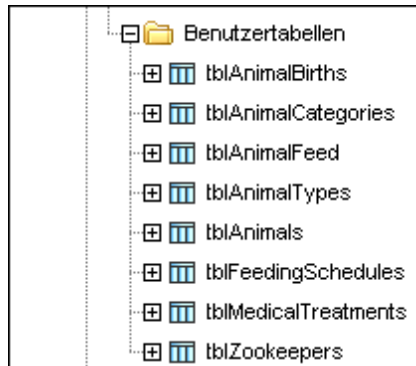 Benutzertabellen
tblAnimalBirths
tblAnimalCategories
tblAnimalFeed
tblAnimalTypes
tblAnimals
tblFeedingSchedules
tblMedicalTreatments
tblZookeepers